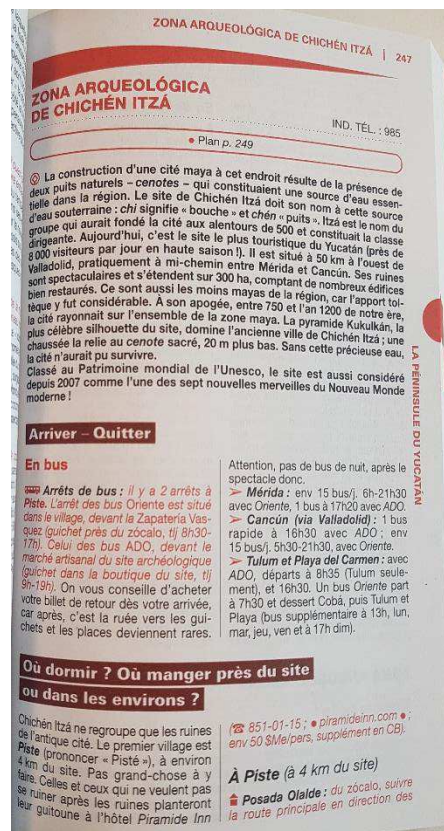 ZONA ARQUEOLÓGICA DE CHICHÉN ITZÁ | 247
ZONA ARQUEOLÓGICA
DE CHICHÉN ITZÁ
IND. TÉL. : 985
• Plan p. 249
La construction d'une cité maya à cet endroit résulte de la présence de
deux puits naturels – cenotes – qui constituaient une source d'eau essen-
tielle dans la région. Le site de Chichén Itzá doit son nom à cette source
d'eau souterraine : chi signifie « bouche » et chén « puits ». Itzá est le nom du
groupe qui aurait fondé la cité aux alentours de 500 et constituait la classe
dirigeante. Aujourd'hui, c'est le site le plus touristique du Yucatán (près de
8 000 visiteurs par jour en haute saison !). Il est situé à 50 km à l'ouest de
Valladolid, pratiquement à mi-chemin entre Mérida et Cancún. Ses ruines
sont spectaculaires et s'étendent sur 300 ha, comptant de nombreux édifices
bien restaurés. Ce sont aussi les moins mayas de la région, car l'apport tol-
tèque y fut considérable. À son apogée, entre 750 et l'an 1200 de notre ère,
la cité rayonnait sur l'ensemble de la zone maya. La pyramide Kukulkán, la
plus célèbre silhouette du site, domine l'ancienne ville de Chichén Itzá ; une
chaussée la relie au cenote sacré, 20 m plus bas. Sans cette précieuse eau,
la cité n'aurait pu survivre.
Classé au Patrimoine mondial de l'Unesco, le site est aussi considéré
depuis 2007 comme l'une des sept nouvelles merveilles du Nouveau Monde
moderne !
LA PÉNINSULE DU YUCATÁN
Arriver – Quitter
En bus
Arrêts de bus : il y a 2 arrêts à
Piste. L'arrêt des bus Oriente est situé
dans le village, devant la Zapatería Vas-
quez (guichet près du zócalo, tlj 8h30-
17h). Celui des bus ADO, devant le
marché artisanal du site archéologique
(guichet dans la boutique du site, tlj
9h-19h). On vous conseille d'acheter
votre billet de retour dès votre arrivée,
car après, c'est la ruée vers les gui-
chets et les places deviennent rares.
Attention, pas de bus de nuit, après le
spectacle donc.
➤ Mérida : env 15 bus/j. 6h-21h30
avec Oriente, 1 bus à 17h20 avec ADO.
➤ Cancún (via Valladolid) : 1 bus
rapide à 16h30 avec ADO ; env
15 bus/j. 5h30-21h30, avec Oriente.
➤ Tulum et Playa del Carmen : avec
ADO, départs à 8h35 (Tulum seule-
ment), et 16h30. Un bus Oriente part
à 7h30 et dessert Cobá, puis Tulum et
Playa (bus supplémentaire à 13h, lun,
mar, jeu, ven et à 17h dim).
Où dormir ? Où manger près du site
ou dans les environs ?
Chichén Itzá ne regroupe que les ruines
de l'antique cité. Le premier village est
Piste (prononcer « Pisté »), à environ
4 km du site. Pas grand-chose à y
faire. Celles et ceux qui ne veulent pas
se ruiner après les ruines planteront
leur guitoune à l'hôtel Piramide Inn
(☎ 851-01-15 ; • piramideinn.com • ;
env 50 $Me/pers, supplément en CB).
À Piste (à 4 km du site)
Posada Olalde : du zócalo, suivre
la route principale en direction des